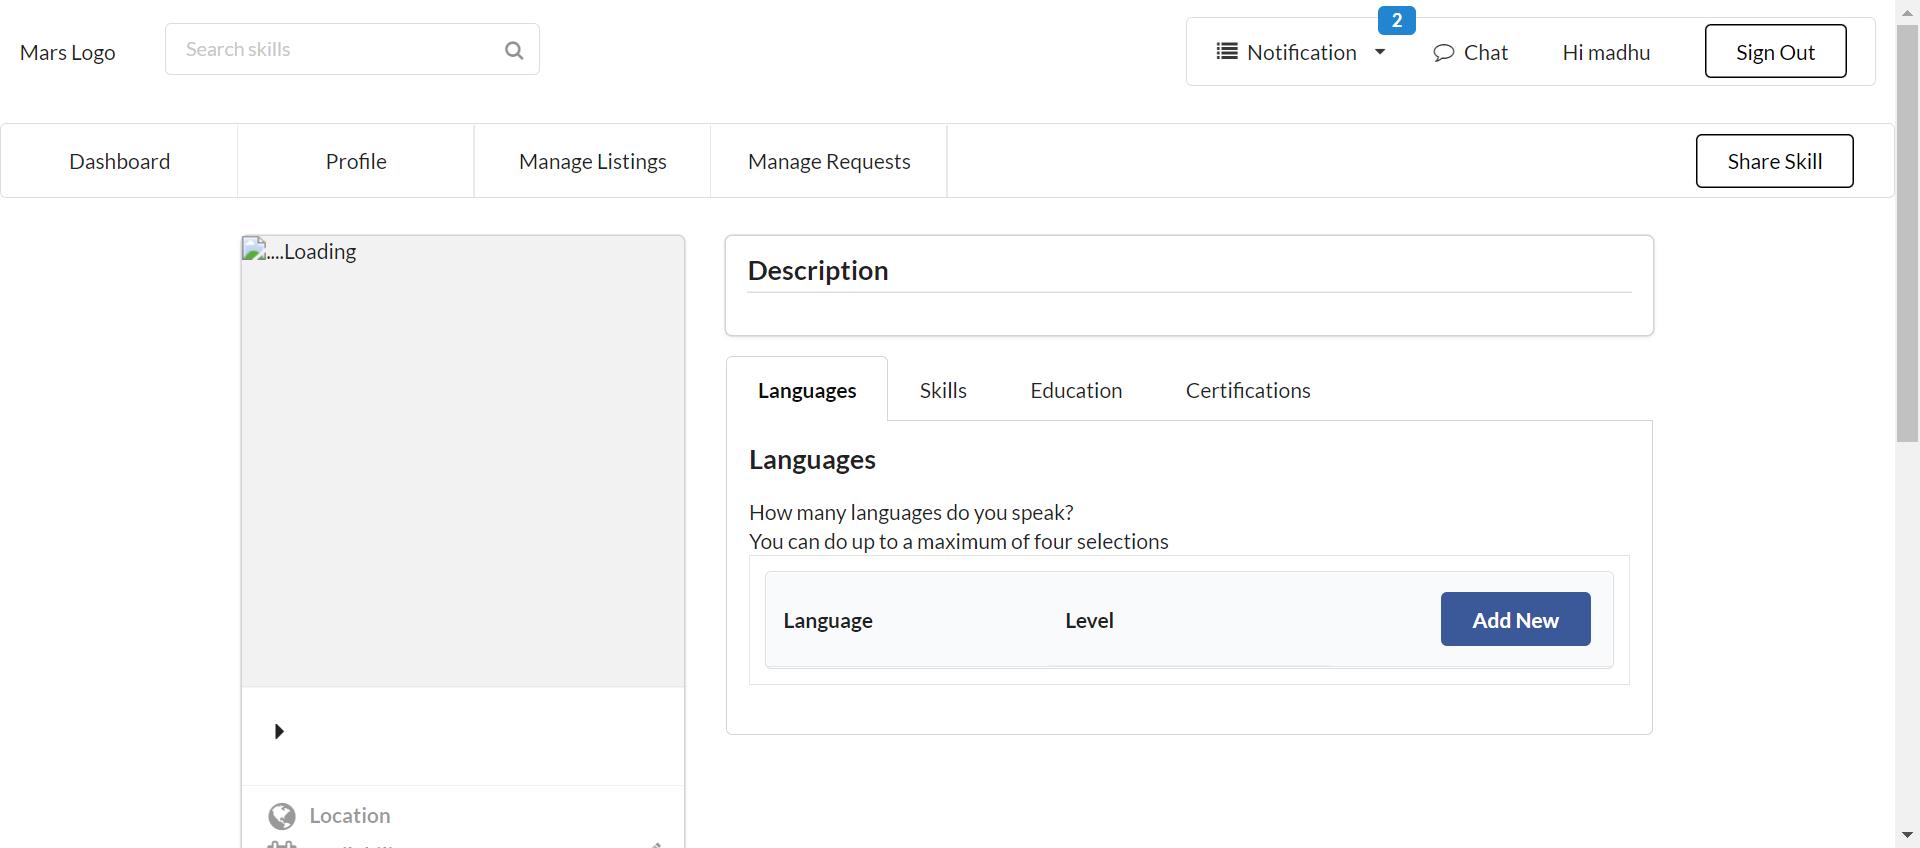 Mars Logo
Search skills
Notification
2
Chat
Hi madhu
Sign Out
Dashboard
Profile
Manage Listings
Manage Requests
Share Skill
....Loading
Description
Languages
Skills
Education
Certifications
Languages
How many languages do you speak?
You can do up to a maximum of four selections
Language
Level
Add New
Location